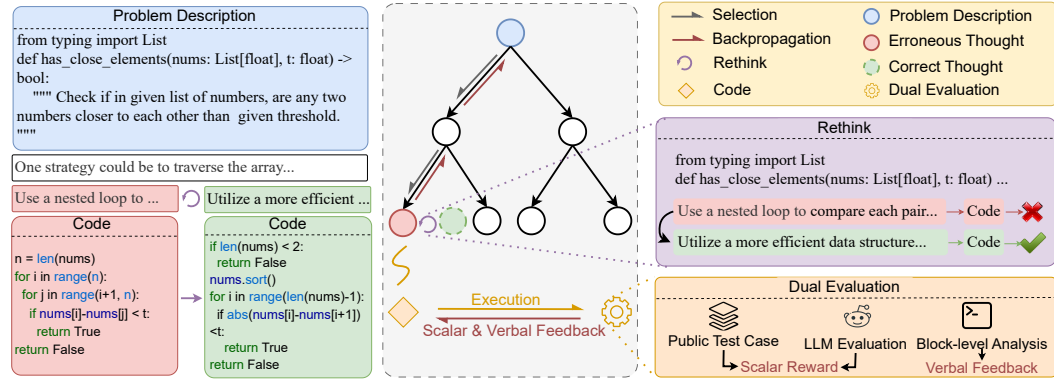 Problem Description
from typing import List
def has_close_elements(nums: List[float], t: float) ->
bool:
""" Check if in given list of numbers, are any two
numbers closer to each other than given threshold.
"""
One strategy could be to traverse the array...
Use a nested loop to ...
Utilize a more efficient ...
Code
n = len(nums)
for i in range(n):
for j in range(i+1, n):
if nums[i]-nums[j] < t:
return True
return False
Code
if len(nums) < 2:
return False
nums.sort()
for i in range(len(nums)-1):
if abs(nums[i]-nums[i+1])
<t:
return True
return False
Execution
Scalar & Verbal Feedback
Selection
Backpropagation
Rethink
Code
Problem Description
Erroneous Thought
Correct Thought
Dual Evaluation
Rethink
from typing import List
def has_close_elements(nums: List[float], t: float) ...
Use a nested loop to compare each pair... Code
Utilize a more efficient data structure... Code
Dual Evaluation
Public Test Case
LLM Evaluation
Block-level Analysis
Scalar Reward
Verbal Feedback